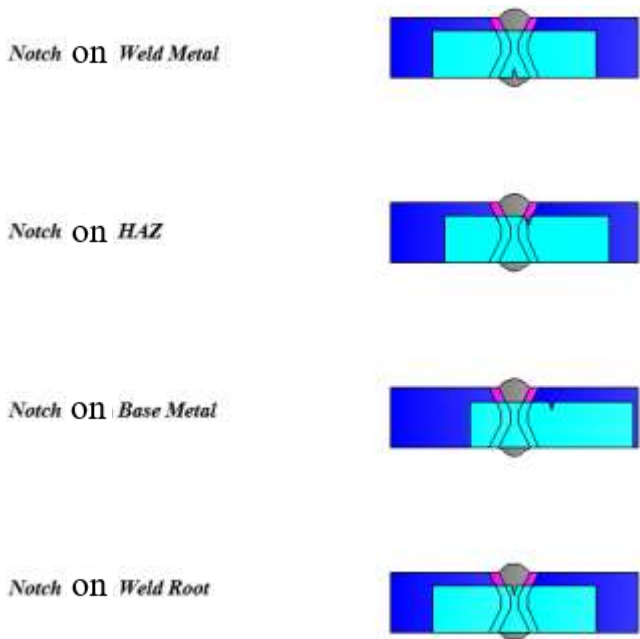 Notch on Weld Metal
Notch on HAZ
Notch on Base Metal
Notch on Weld Root